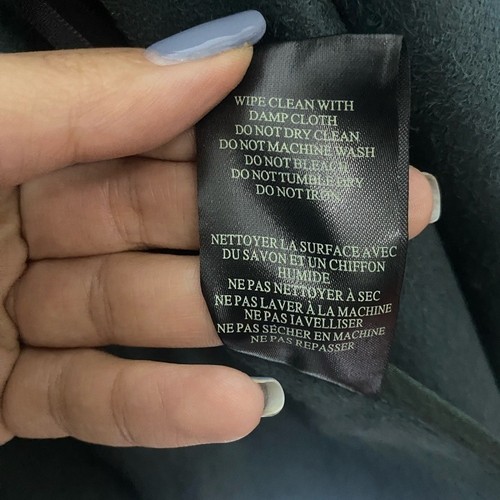 WIPE CLEAN WITH
DAMP CLOTH
DO NOT DRY CLEAN
DO NOT MACHINE WASH
DO NOT BLEACH
DO NOT TUMBLE DRY
DO NOT IRON
NETTOYER LA SURFACE AVEC
DU SAVON ET UN CHIFFON
HUMIDE
NE PAS NETTOYER À SEC
NE PAS LAVER À LA MACHINE
NE PAS IAVELLISER
NE PAS SECHER EN MACHINE
NE PAS REPASSER